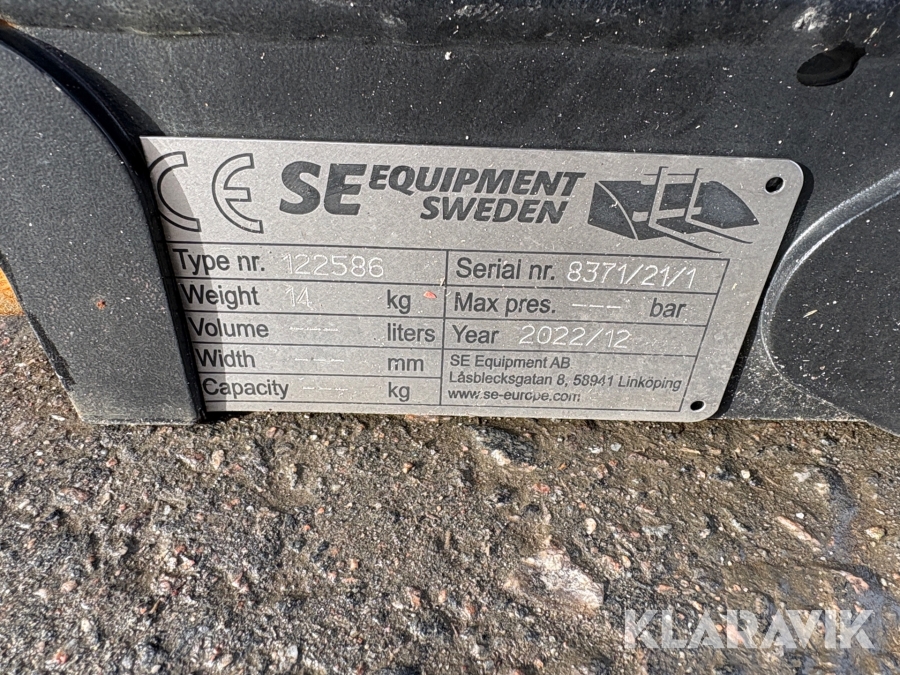 CE SE EQUIPMENT SWEDEN
Type nr. 122586
Weight 14 kg
Volume --- liters
Width --- mm
Capacity --- kg
Serial nr. 8371/21/1
Max pres. --- bar
Year 2022/12
SE Equipment AB
Låsblecksgatan 8, 58941 Linköping
www.se-europe.com
KLARAVIK